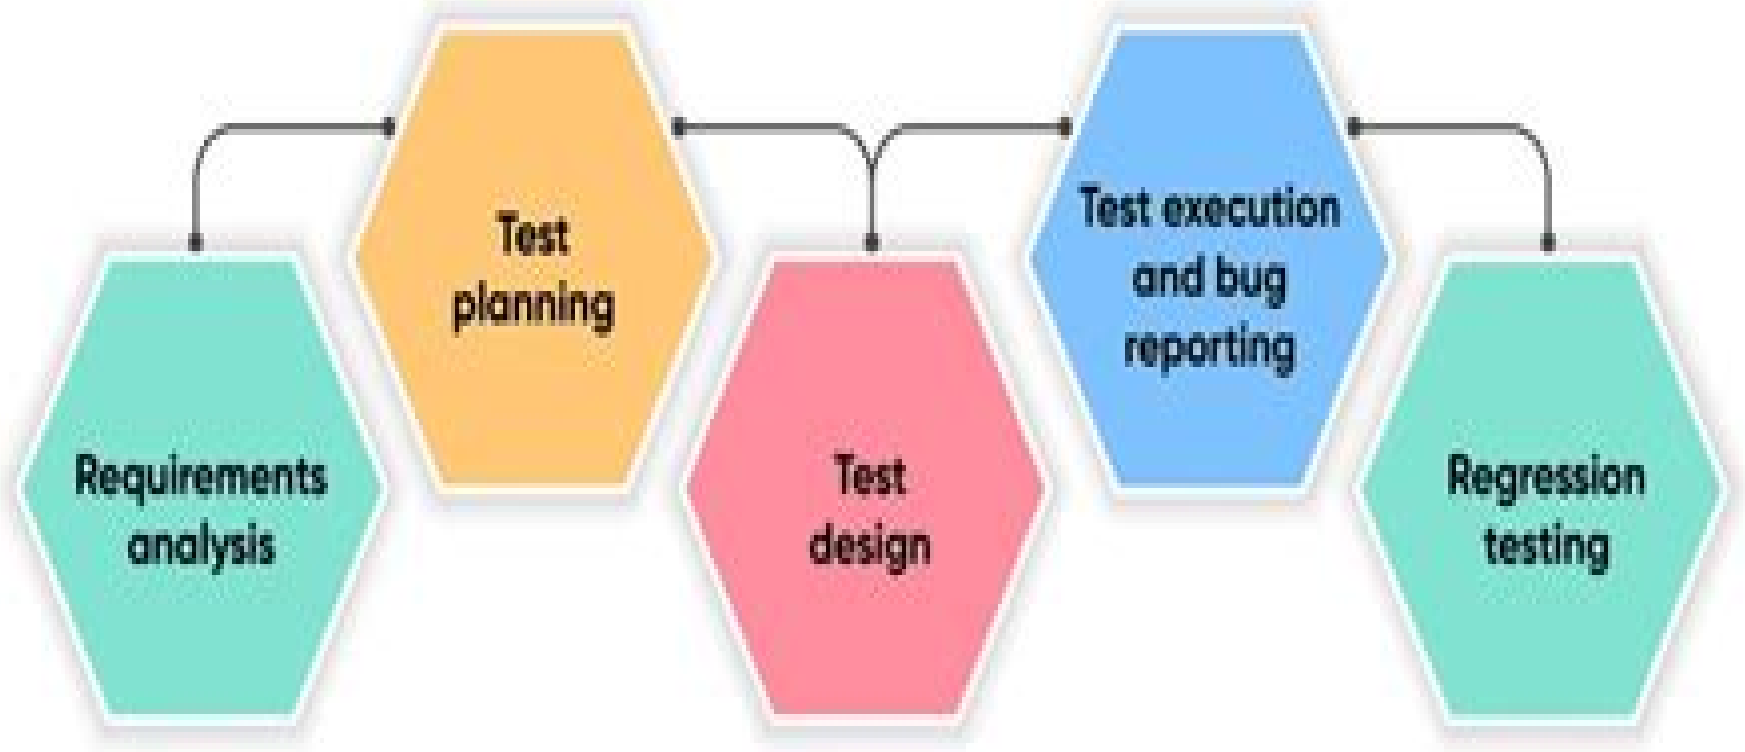 Requirements
analysis
Test
planning
Test
design
Test execution
and bug
reporting
Regression
testing